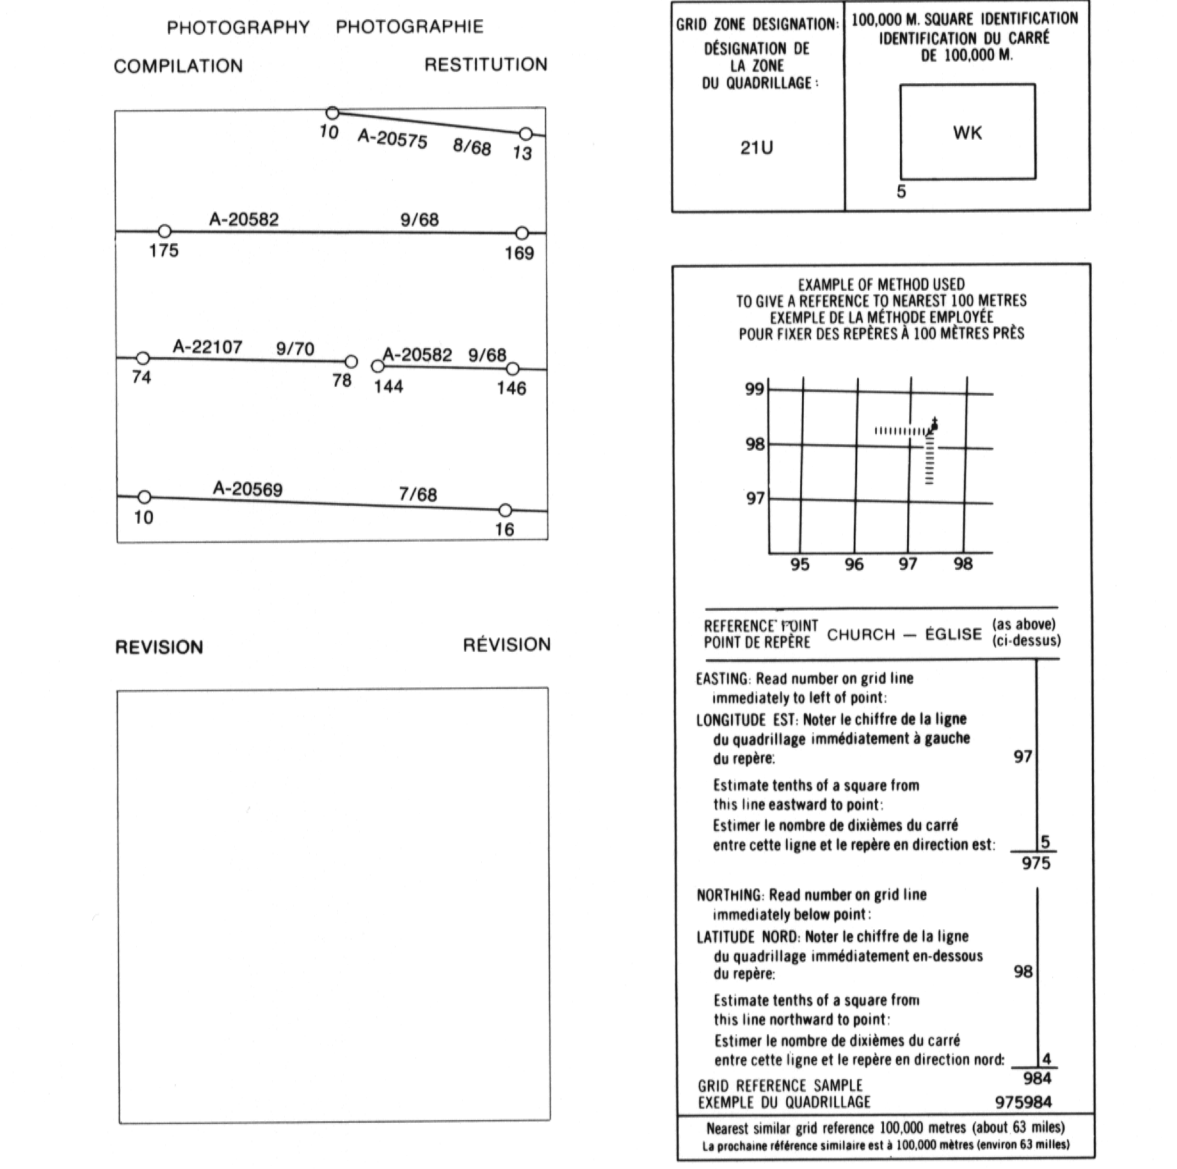 PHOTOGRAPHY PHOTOGRAPHIE
COMPILATION RESTITUTION
10 A-20575 8/68 13
A-20582 9/68
175 169
A-22107 9/70 A-20582 9/68
74 78 144 146
A-20569 7/68
10 16
REVISION RÉVISION
GRID ZONE DESIGNATION:
DÉSIGNATION DE
LA ZONE
DU QUADRILLAGE:
21U
100,000 M. SQUARE IDENTIFICATION
IDENTIFICATION DU CARRÉ
DE 100,000 M.
WK
5
EXAMPLE OF METHOD USED
TO GIVE A REFERENCE TO NEAREST 100 METRES
EXEMPLE DE LA MÉTHODE EMPLOYÉE
POUR FIXER DES REPÈRES À 100 MÈTRES PRÈS
99
98
97
95 96 97 98
REFERENCE POINT
POINT DE REPÈRE
CHURCH — ÉGLISE
(as above)
(ci-dessus)
EASTING: Read number on grid line
immediately to left of point:
LONGITUDE EST: Noter le chiffre de la ligne
du quadrillage immédiatement à gauche
du repère: 97
Estimate tenths of a square from
this line eastward to point:
Estimer le nombre de dixièmes du carré
entre cette ligne et le repère en direction est: 5
975
NORTHING: Read number on grid line
immediately below point:
LATITUDE NORD: Noter le chiffre de la ligne
du quadrillage immédiatement en-dessous
du repère: 98
Estimate tenths of a square from
this line northward to point:
Estimer le nombre de dixièmes du carré
entre cette ligne et le repère en direction nord: 4
984
GRID REFERENCE SAMPLE
EXEMPLE DU QUADRILLAGE 975984
Nearest similar grid reference 100,000 metres (about 63 miles)
La prochaine référence similaire est à 100,000 mètres (environ 63 milles)